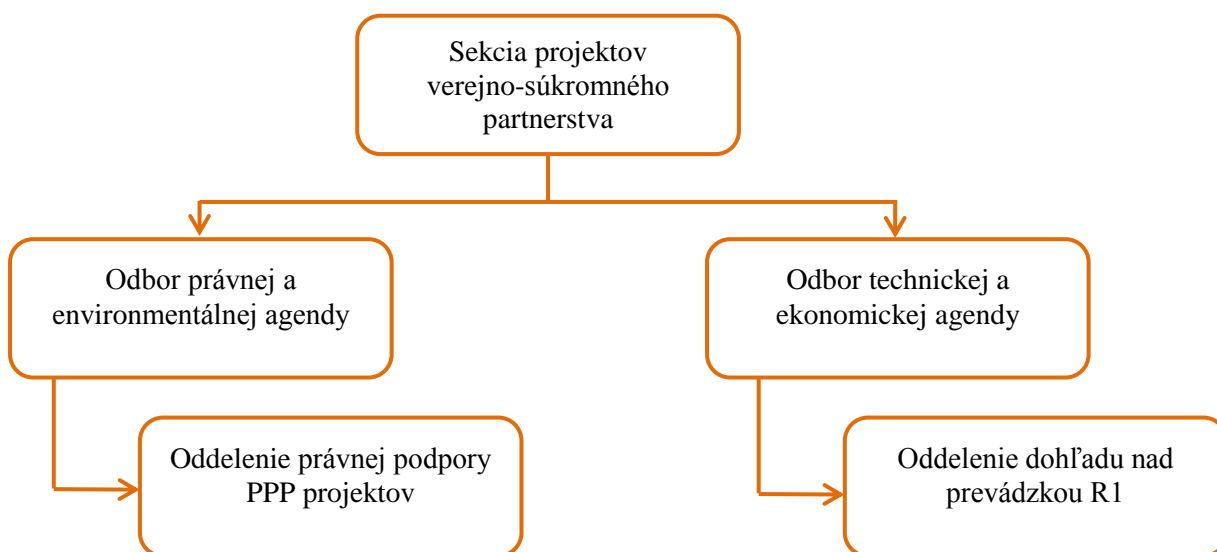 Sekcia projektov
verejno-súkromného
partnerstva
Odbor právnej a
environmentálnej agendy
Odbor technickej a
ekonomickej agendy
Oddelenie právnej podpory
PPP projektov
Oddelenie dohľadu nad
prevádzkou R1